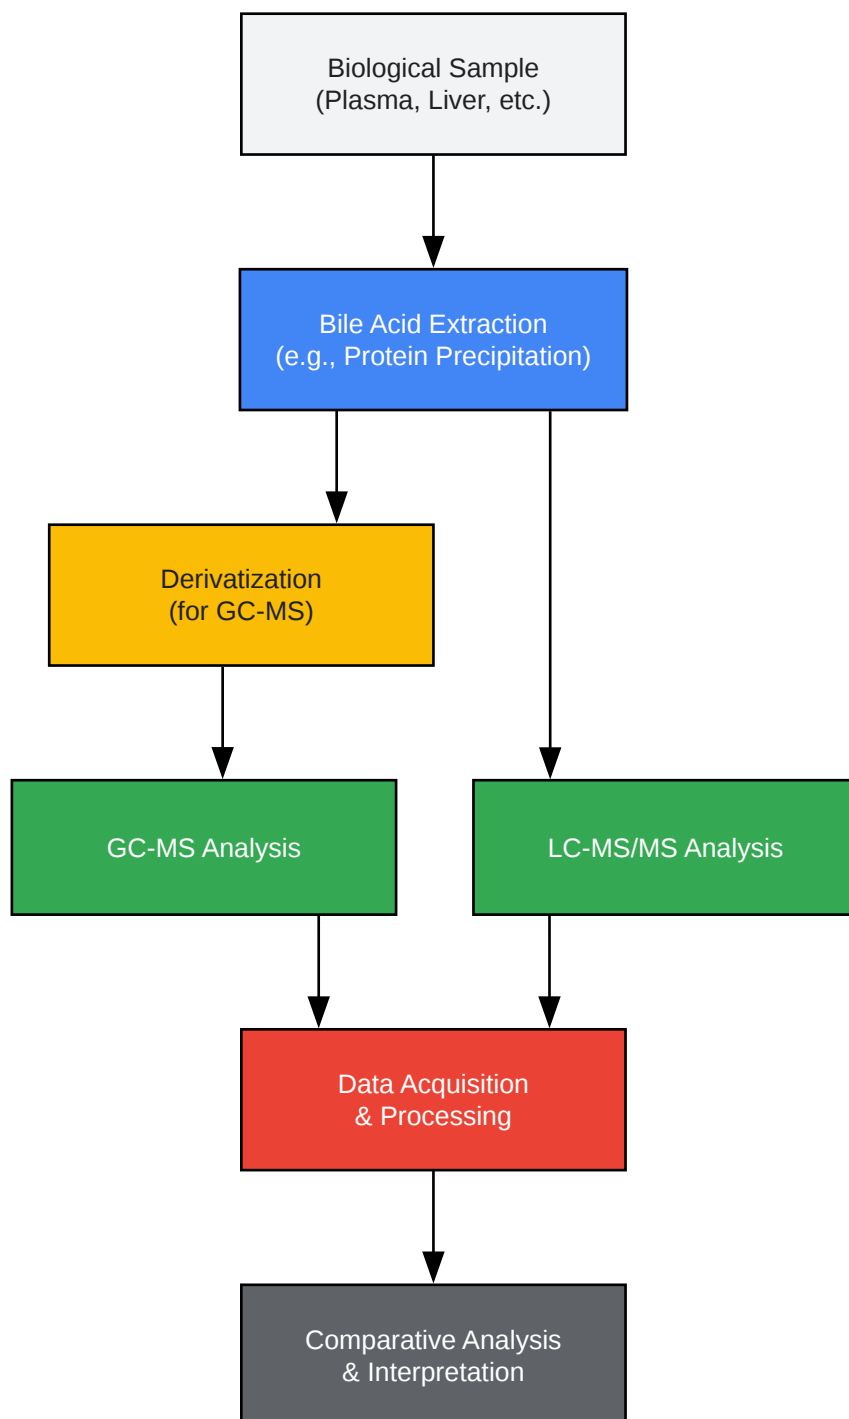 Biological Sample
(Plasma, Liver, etc.)
Bile Acid Extraction
(e.g., Protein Precipitation)
Derivatization
(for GC-MS)
GC-MS Analysis
LC-MS/MS Analysis
Data Acquisition
& Processing
Comparative Analysis
& Interpretation